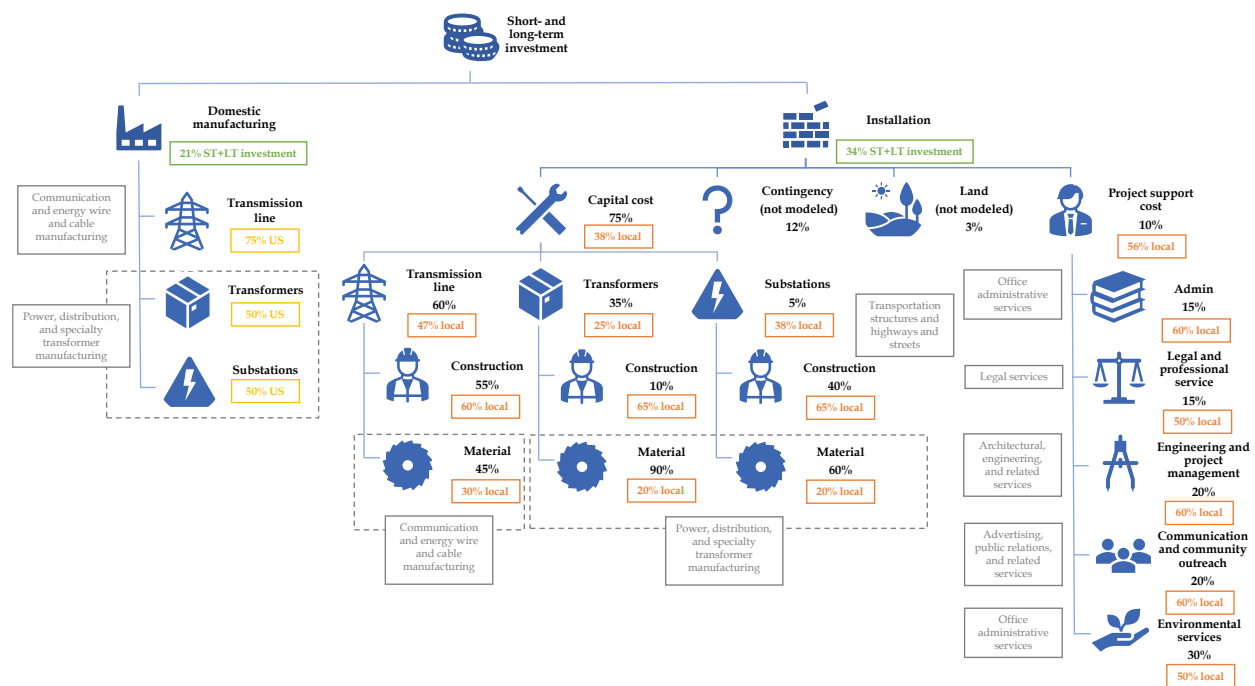 Short- and
long-term
investment
Domestic
manufacturing
21% ST+LT investment
Installation
34% ST+LT investment
Communication
and energy wire
and cable
manufacturing
Transmission
line
75% US
Power, distribution,
and specialty
transformer
manufacturing
Transformers
50% US
Substations
50% US
Capital cost
75%
38% local
Contingency
(not modeled)
12%
Land
(not modeled)
3%
Project support
cost
10%
56% local
Transmission
line
60%
47% local
Transformers
35%
25% local
Substations
5%
38% local
Transportation
structures and
highways and
streets
Construction
55%
60% local
Construction
10%
65% local
Construction
40%
65% local
Material
45%
30% local
Material
90%
20% local
Material
60%
20% local
Communication
and energy wire
and cable
manufacturing
Power, distribution,
and specialty
transformer
manufacturing
Office
administrative
services
Admin
15%
60% local
Legal services
Legal and
professional
service
15%
50% local
Architectural,
engineering,
and related
services
Engineering and
project
management
20%
60% local
Advertising,
public relations,
and related
services
Communication
and community
outreach
20%
60% local
Office
administrative
services
Environmental
services
30%
50% local